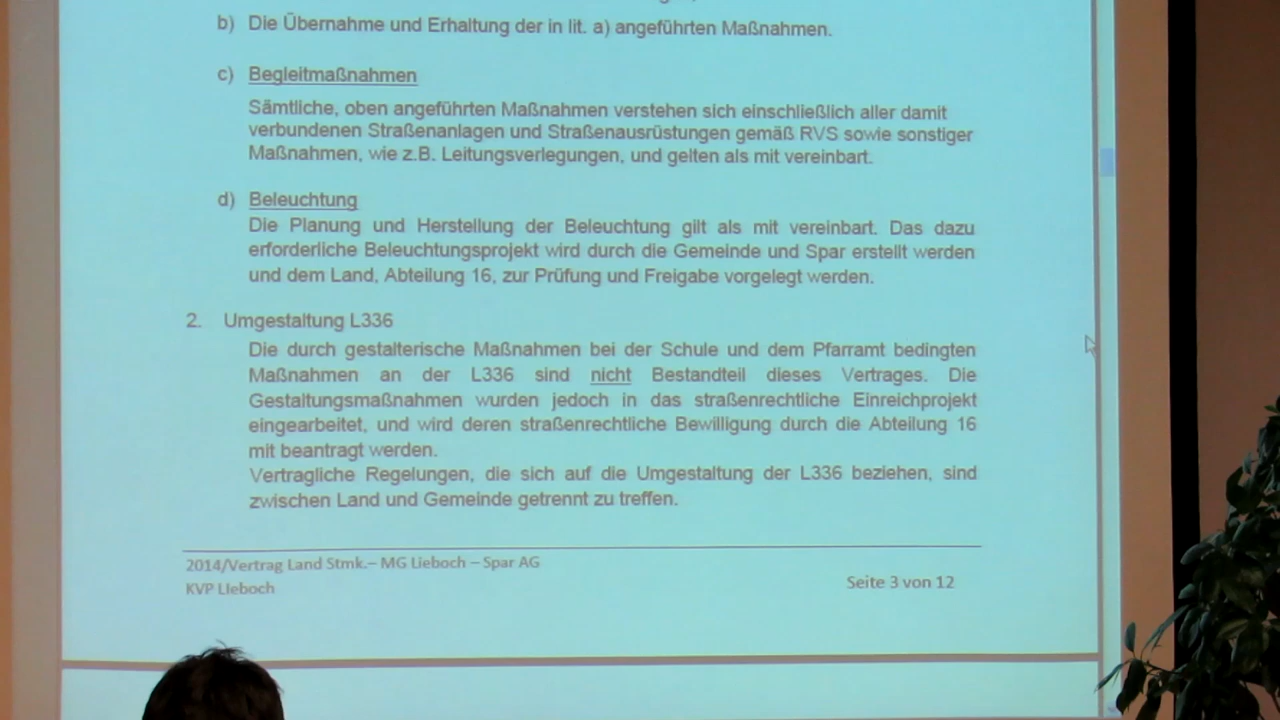 b) Die Übernahme und Erhaltung der in lit. a) angeführten Maßnahmen.
c) Begleitmaßnahmen
Sämtliche, oben angeführten Maßnahmen verstehen sich einschließlich aller damit
verbundenen Straßenanlagen und Straßenausrüstungen gemäß RVS sowie sonstiger
Maßnahmen, wie z.B. Leitungsverlegungen, und gelten als mit vereinbart.
d) Beleuchtung
Die Planung und Herstellung der Beleuchtung gilt als mit vereinbart. Das dazu
erforderliche Beleuchtungsprojekt wird durch die Gemeinde und Spar erstellt werden
und dem Land, Abteilung 16, zur Prüfung und Freigabe vorgelegt werden.
2. Umgestaltung L336
Die durch gestalterische Maßnahmen bei der Schule und dem Pfarramt bedingten
Maßnahmen an der L336 sind nicht Bestandteil dieses Vertrages. Die
Gestaltungsmaßnahmen wurden jedoch in das straßenrechtliche Einreichprojekt
eingearbeitet, und wird deren straßenrechtliche Bewilligung durch die Abteilung 16
mit beantragt werden.
Vertragliche Regelungen, die sich auf die Umgestaltung der L336 beziehen, sind
zwischen Land und Gemeinde getrennt zu treffen.
2014/Vertrag Land Stmk.– MG Lieboch – Spar AG
KVP Lieboch
Seite 3 von 12